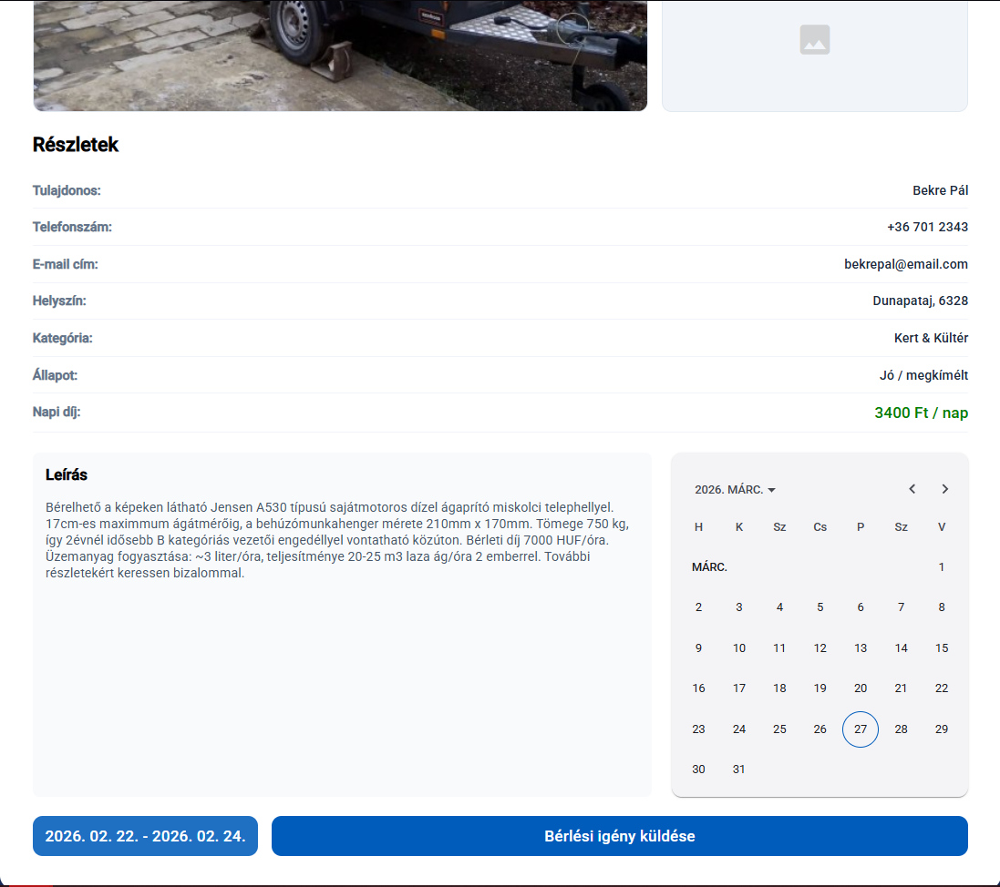 Részletek
Tulajdonos: Bekre Pál
Telefonszám: +36 701 2343
E-mail cím: bekrepal@email.com
Helyszín: Dunapataj, 6328
Kategória: Kert & Kültér
Állapot: Jó / megkímélt
Napi díj: 3400 Ft / nap
Leírás
Bérelhető a képeken látható Jensen A530 típusú sajátmotoros dízel ágaprító miskolci telephellyel.
17cm-es maximmum ágátmérőig, a behúzómunkahenger mérete 210mm x 170mm. Tömege 750 kg,
így 2évnél idősebb B kategóriás vezetői engedéllyel vontatható közúton. Bérleti díj 7000 HUF/óra.
Üzemanyag fogyasztása: ~3 liter/óra, teljesítménye 20-25 m3 laza ág/óra 2 emberrel. További
részletekért keressen bizalommal.
2026. MÁRC.
H K Sz Cs P Sz V
MÁRC. 1
2 3 4 5 6 7 8
9 10 11 12 13 14 15
16 17 18 19 20 21 22
23 24 25 26 27 28 29
30 31
2026. 02. 22. - 2026. 02. 24.
Bérlési igény küldése